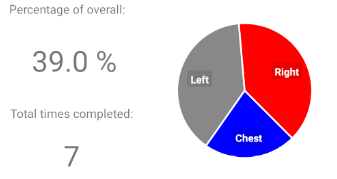 Percentage of overall:
39.0 %
Total times completed:
7
Left
Right
Chest